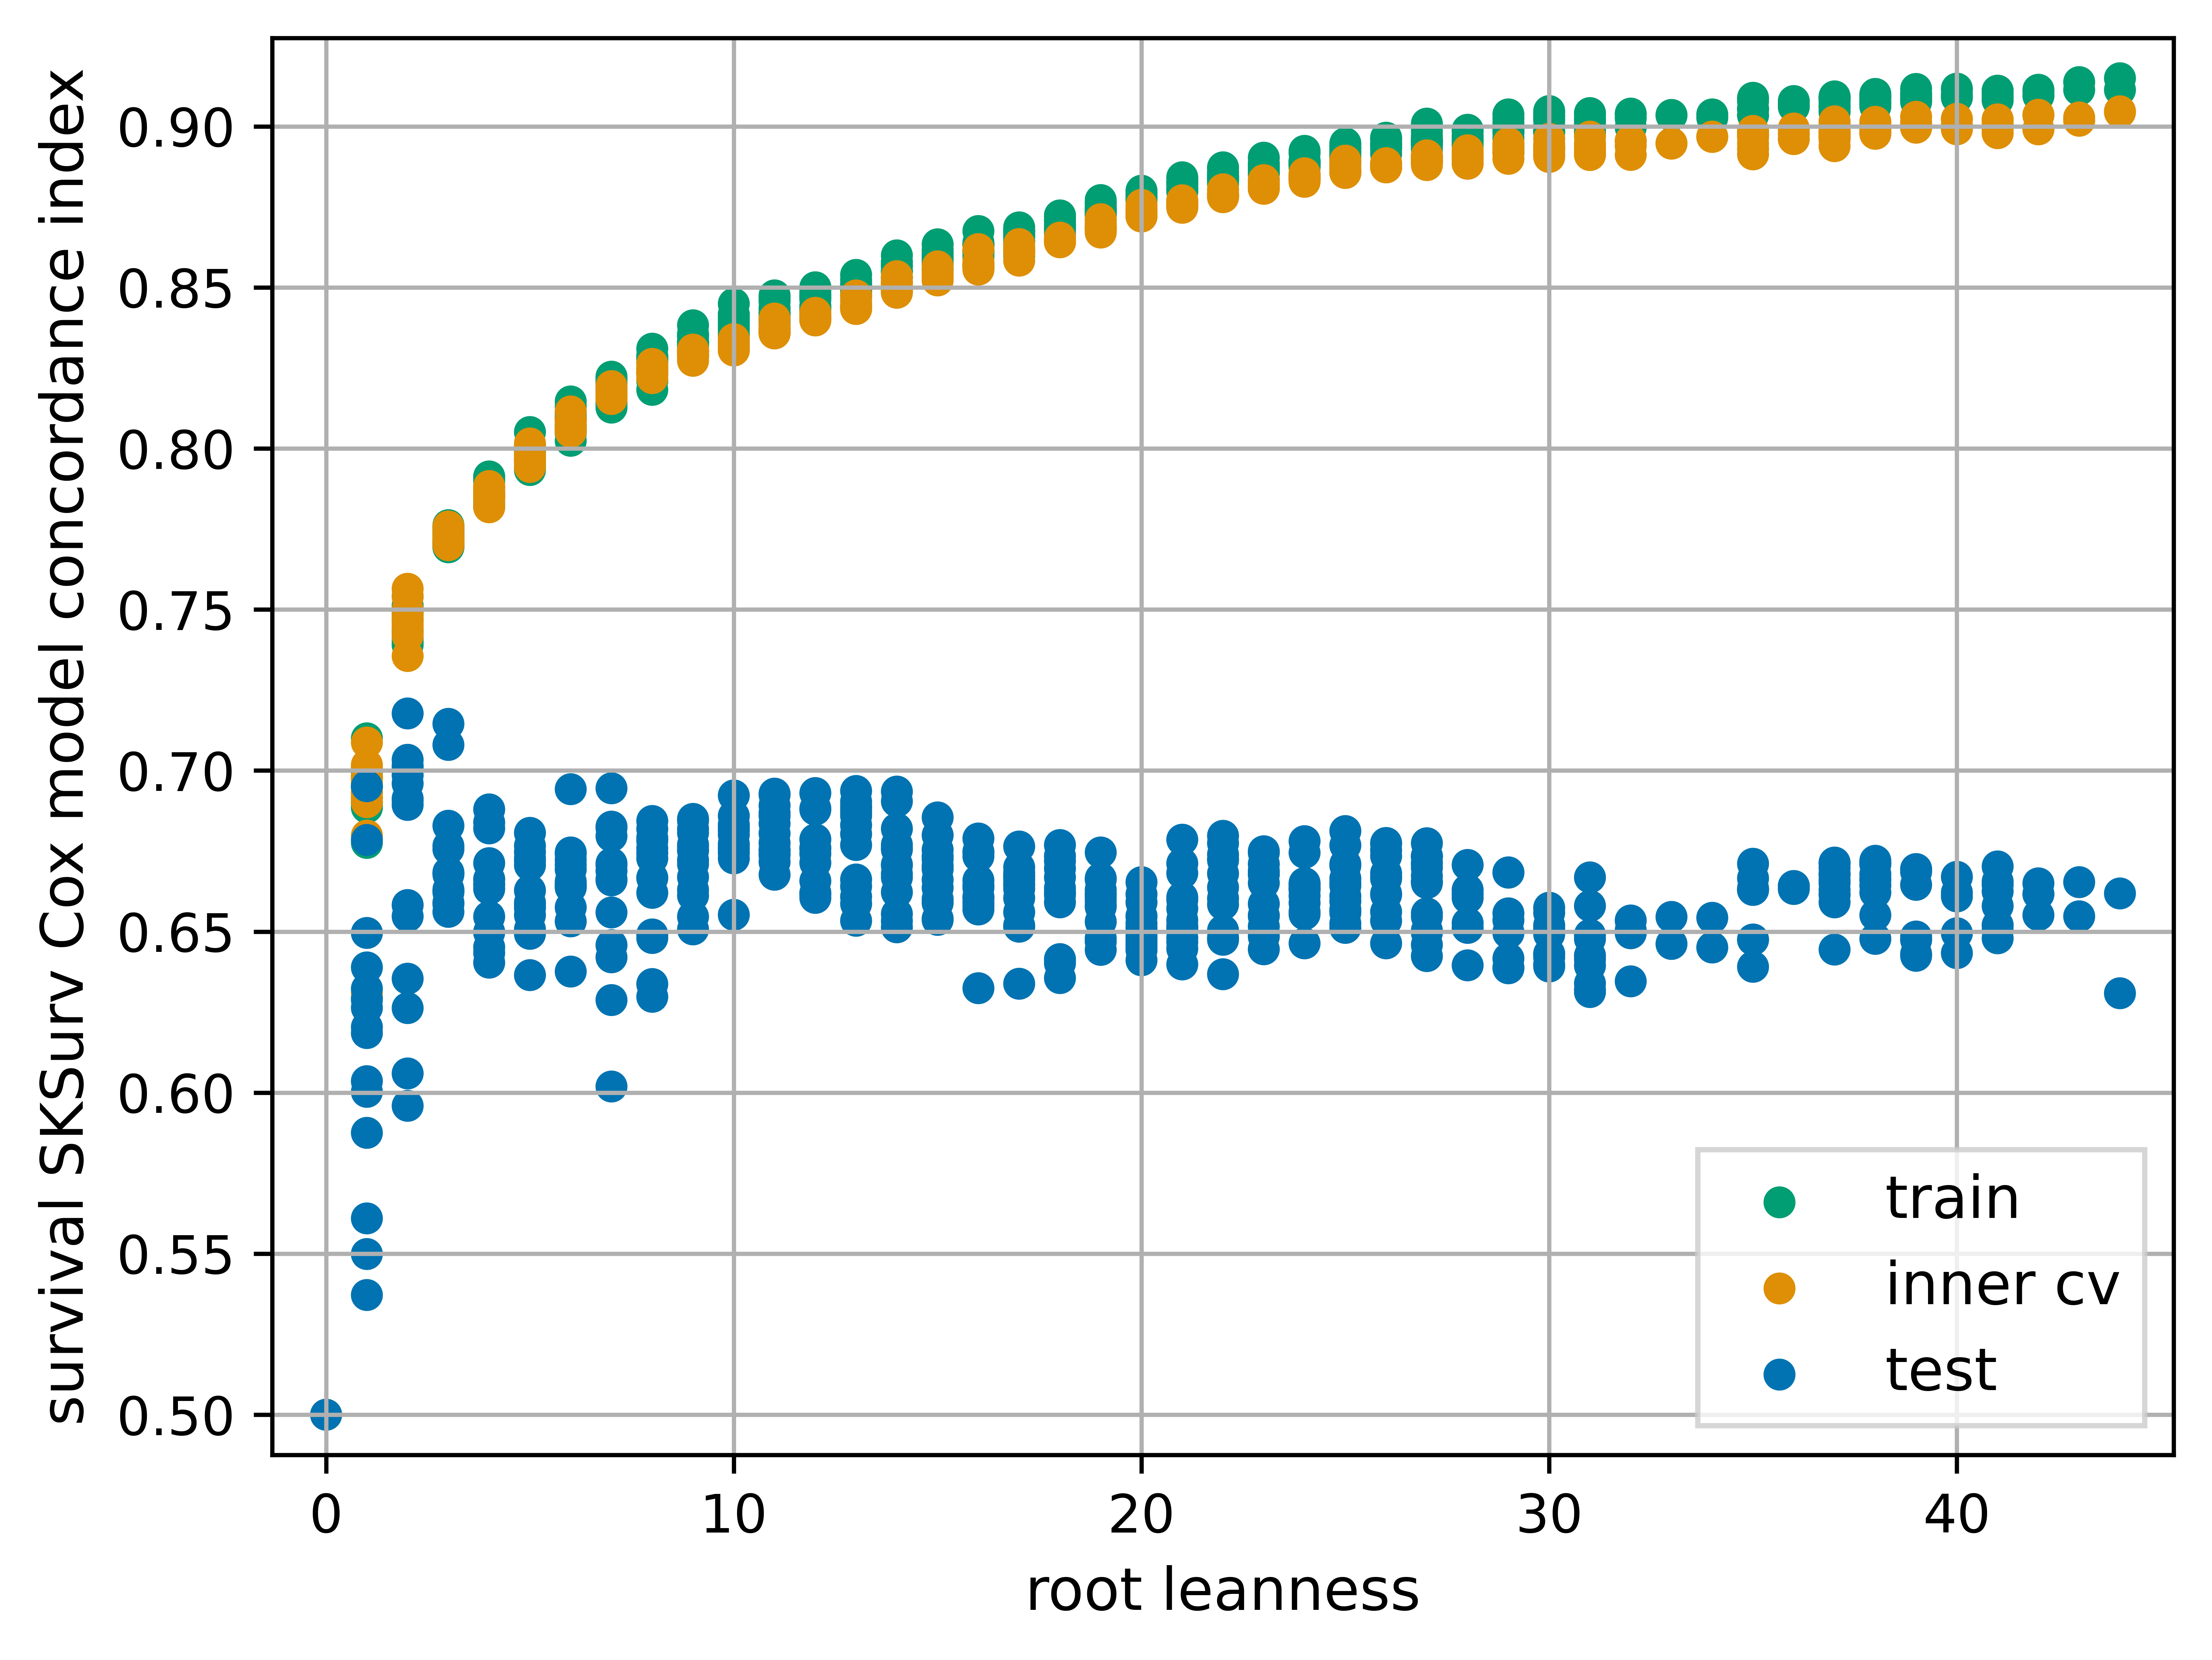 survival SKSurv Cox model concordance index
0.90
0.85
0.80
0.75
0.70
0.65
0.60
0.55
0.50
train
inner cv
test
0 10 20 30 40
root leanness